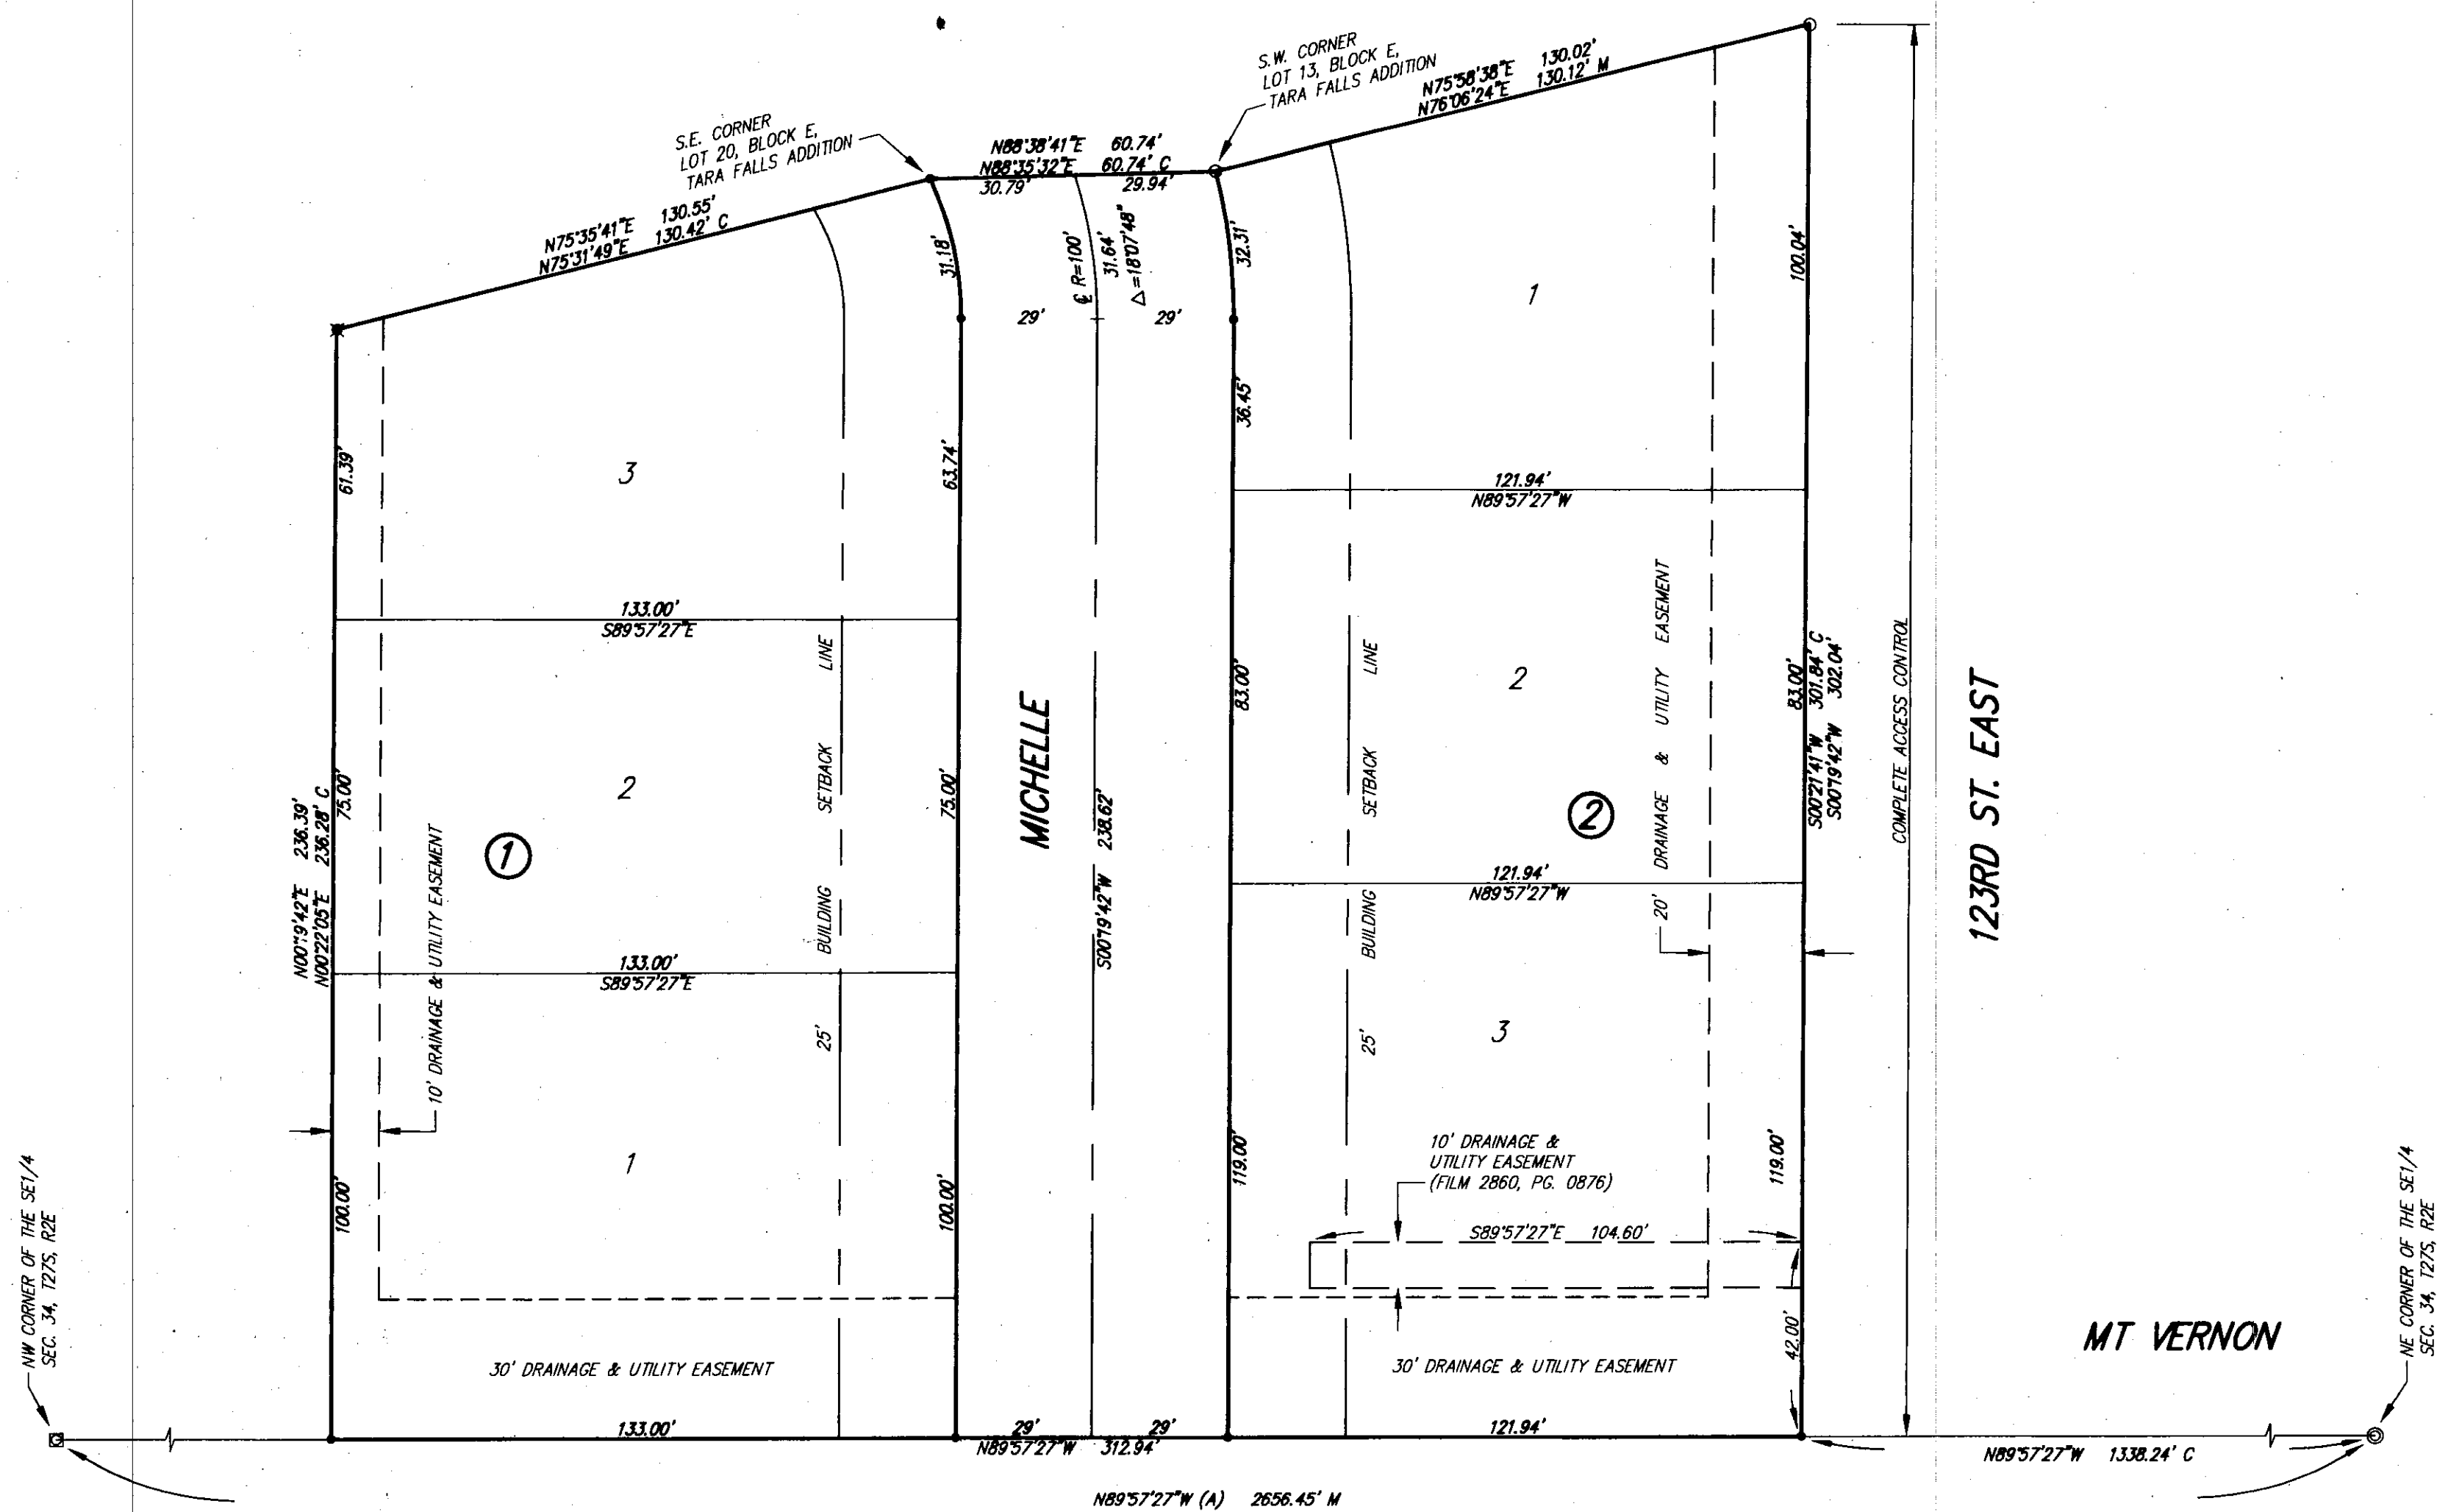 S.W. CORNER
LOT 13, BLOCK E,
TARA FALLS ADDITION
N75°58'38"E 130.02'
N76°06'24"E 130.12' M
S.E. CORNER
LOT 20, BLOCK E,
TARA FALLS ADDITION
N88°38'41"E 60.74'
N88°35'32"E 60.74' C
30.79' 29.94'
N75°35'41"E 130.55'
N75°31'49"E 130.42' C
31.18'
℄ R=100'
31.64'
△=18°07'48"
32.31'
100.04'
1
29' 29'
36.45'
61.39'
3
63.74'
121.94'
N89°57'27"W
133.00'
S89°57'27"E
BUILDING SETBACK LINE
25'
BUILDING SETBACK LINE
25'
20' DRAINAGE & UTILITY EASEMENT
2
83.00'
83.00'
S00°21'41"W 301.84' C
S00°19'42"W 302.04'
COMPLETE ACCESS CONTROL
123RD ST. EAST
MICHELLE
S00°19'42"W 238.62'
2
75.00'
75.00'
N00°19'42"E 236.39'
N00°22'05"E 236.28' C
1
2
10' DRAINAGE & UTILITY EASEMENT
121.94'
N89°57'27"W
133.00'
S89°57'27"E
3
1
100.00'
100.00'
119.00'
119.00'
10' DRAINAGE &
UTILITY EASEMENT
(FILM 2860, PG. 0876)
S89°57'27"E 104.60'
42.00'
NW CORNER OF THE SE1/4
SEC. 34, T27S, R2E
NE CORNER OF THE SE1/4
SEC. 34, T27S, R2E
MT VERNON
30' DRAINAGE & UTILITY EASEMENT
30' DRAINAGE & UTILITY EASEMENT
133.00'
29' 29'
121.94'
N89°57'27"W 312.94'
N89°57'27"W 1338.24' C
N89°57'27"W (A) 2656.45' M